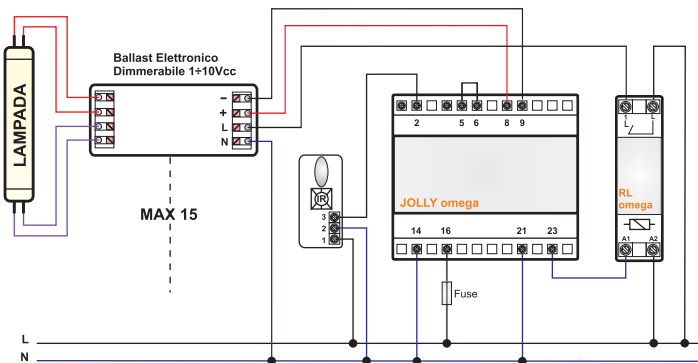 LAMPADA
Ballast Elettronico
Dimmerabile 1÷10Vcc
−
+
L
N
MAX 15
IR
3
2
1
2
5
6
8
9
JOLLY omega
14
16
21
23
Fuse
1
L
L
RL
omega
A1
A2
L
N